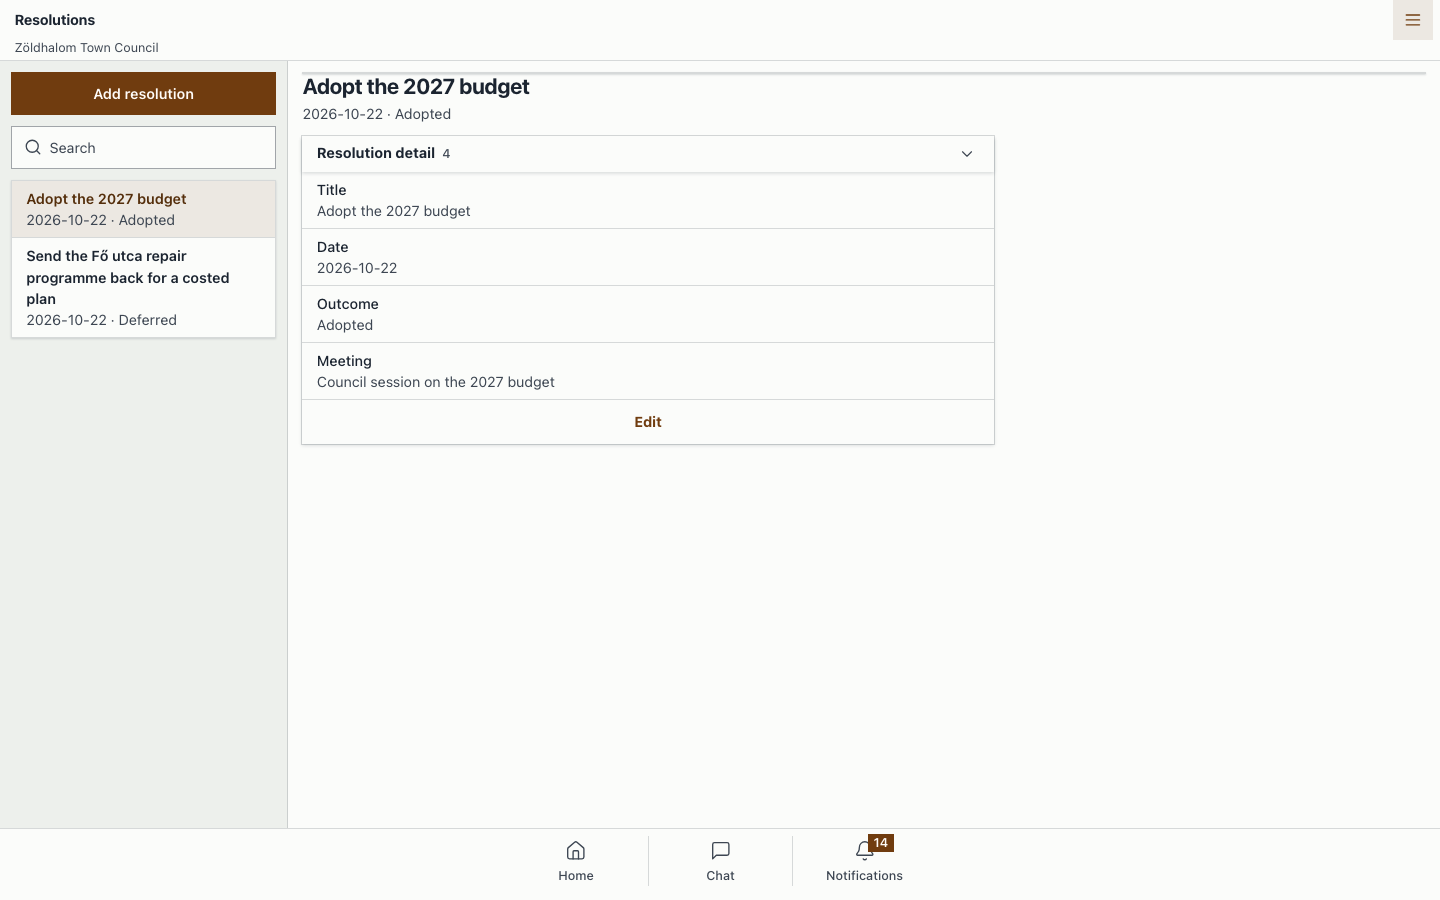 Resolutions
Zöldhalom Town Council
Add resolution
Search
Adopt the 2027 budget
2026-10-22 · Adopted
Send the Fő utca repair
programme back for a costed
plan
2026-10-22 · Deferred
Adopt the 2027 budget
2026-10-22 · Adopted
Resolution detail 4
Title
Adopt the 2027 budget
Date
2026-10-22
Outcome
Adopted
Meeting
Council session on the 2027 budget
Edit
Home
Chat
14
Notifications